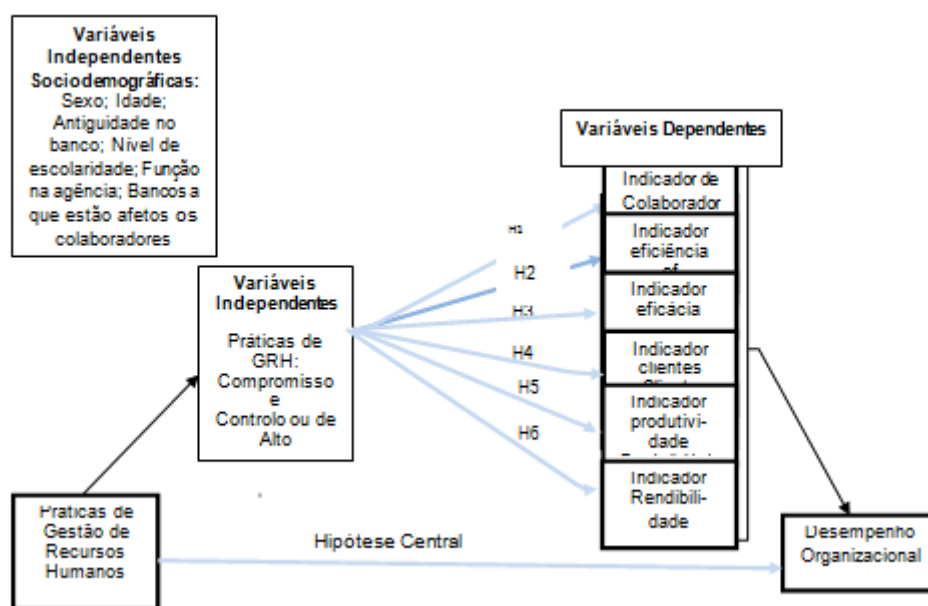 Variáveis
Independentes
Sociodemográficas:
Sexo; Idade;
Antiguidade no
banco; Nível de
escolaridade; Função
na agência; Bancos a
que estão afetos os
colaboradores
Variáveis Dependentes
Indicador de
Colaborador
Indicador
eficiência
Indicador
eficácia
Indicador
clientes
Indicador
produtivi-
dade
Indicador
Rendibili-
dade
H1
H2
H3
H4
H5
H6
Variáveis
Independentes
Práticas de
GRH:
Compromisso
e
Controlo ou de
Alto
Práticas de
Gestão de
Recursos
Humanos
Hipótese Central
Desempenho
Organizacional